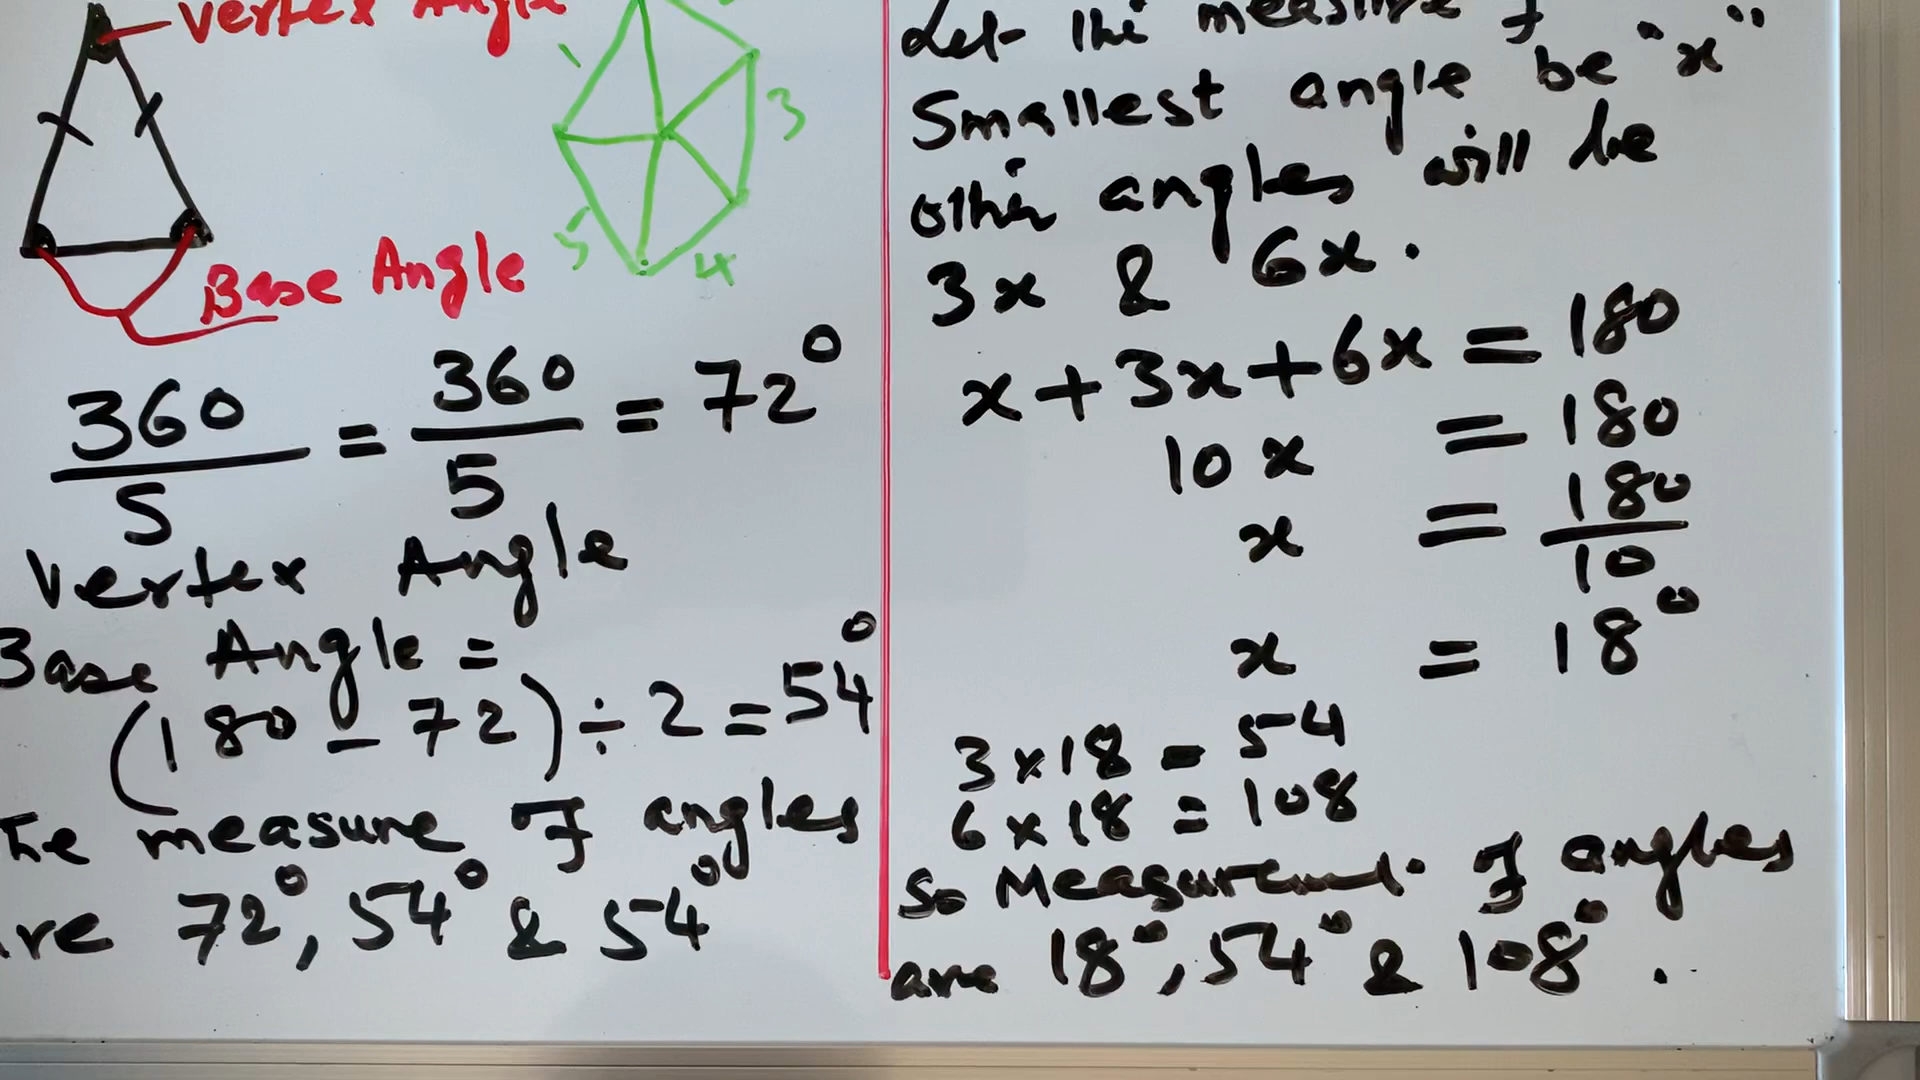 Vertex Angle
3
5
4
Base Angle
360/5 = 360/5 = 72°
Vertex Angle
Base Angle =
(180 - 72) ÷ 2 = 54°
measure of angles
72°, 54° & 54°
Let the measure of
Smallest angle be "x"
other angles will be
3x & 6x.
x + 3x + 6x = 180
10x = 180
x = 180/10
x = 18°
3 x 18 = 54
6 x 18 = 108
So Measurement of angles
are 18°, 54° & 108°.